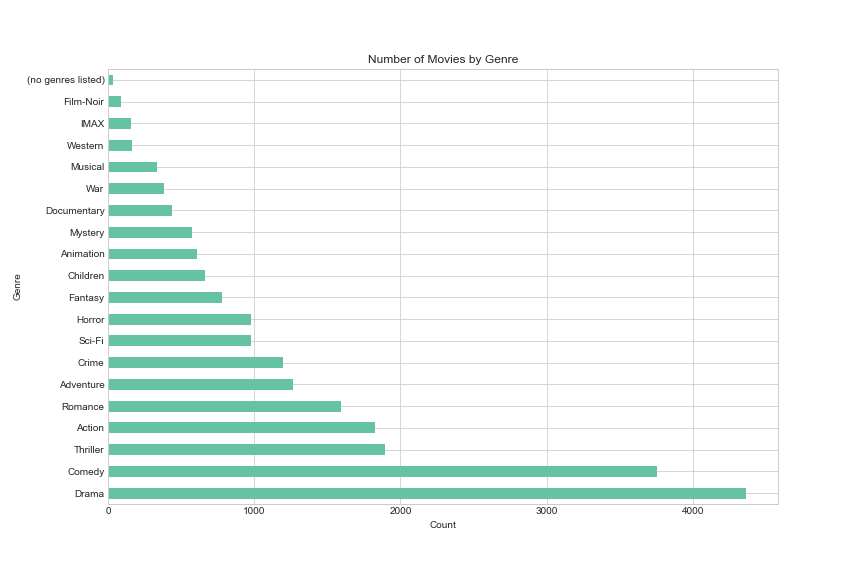 Number of Movies by Genre
(no genres listed)
Film-Noir
IMAX
Western
Musical
War
Documentary
Mystery
Animation
Children
Fantasy
Horror
Sci-Fi
Crime
Adventure
Romance
Action
Thriller
Comedy
Drama
Genre
0 1000 2000 3000 4000
Count